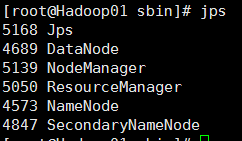 [root@Hadoop01 sbin]# jps
5168 Jps
4689 DataNode
5139 NodeManager
5050 ResourceManager
4573 NameNode
4847 SecondaryNameNode